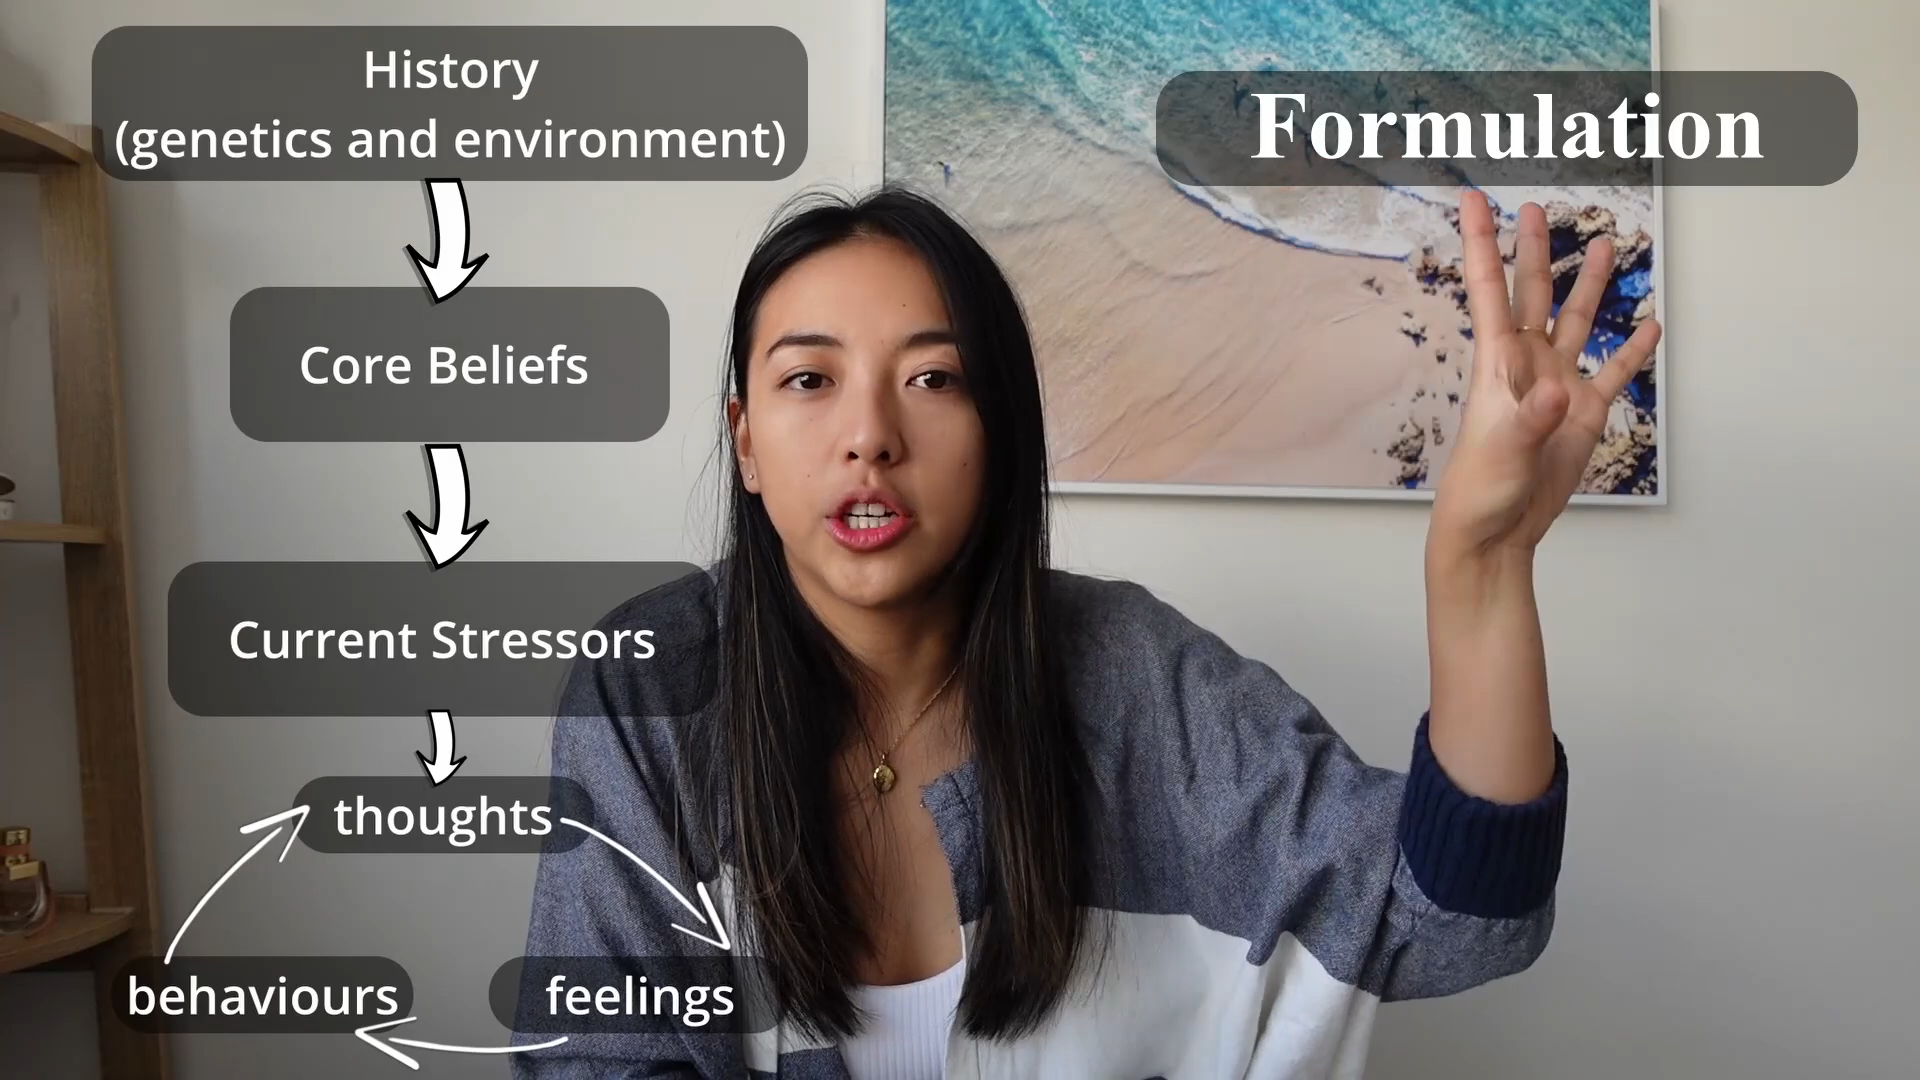 History
(genetics and environment)
Formulation
Core Beliefs
Current Stressors
thoughts
behaviours
feelings